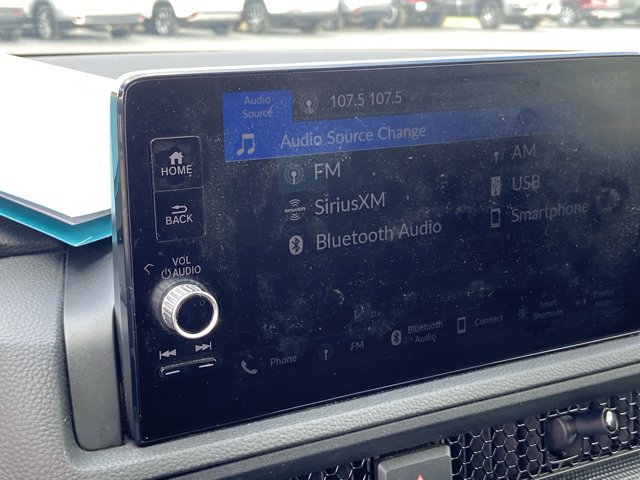 Audio
Source
107.5 107.5
Audio Source Change
HOME
FM
AM
SiriusXM
USB
BACK
Bluetooth Audio
Smartphone
VOL
AUDIO
Phone
FM
Bluetooth
Audio
Connect
Smart
Shortcuts